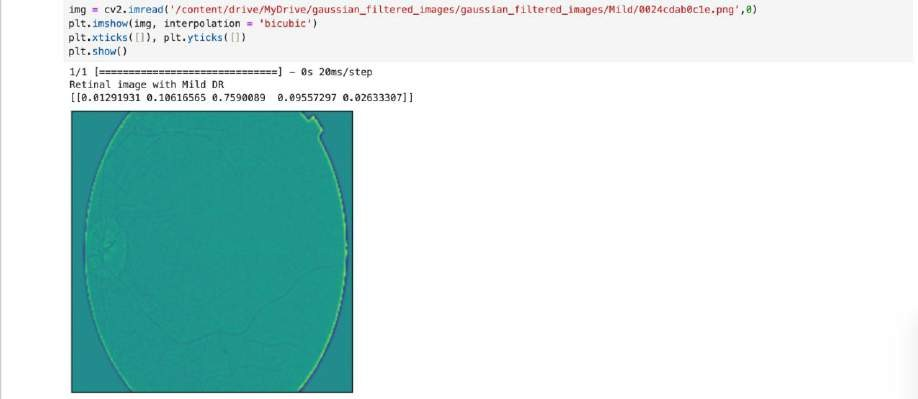 img = cv2.imread('/content/drive/MyDrive/gaussian_filtered_images/gaussian_filtered_images/Mild/0024cdab0c1e.png',0)
plt.imshow(img, interpolation = 'bicubic')
plt.xticks([]), plt.yticks([])
plt.show()
1/1 [==============================] - 0s 20ms/step
Retinal image with Mild DR
[[0.01291931 0.10616565 0.7590089  0.09557297 0.02633307]]